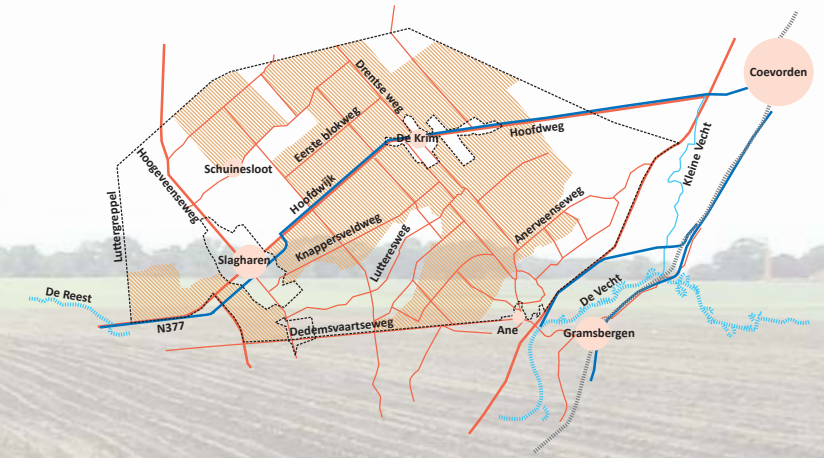 Coevorden
Drentse weg
Eerste blokweg
De Krim
Hoofdweg
Kleine Vecht
Hoogeveenseweg
Schuinesloot
Hoofdwijk
Luttergreppel
Knappersveldweg
Lutteresweg
Anerveenseweg
Slagharen
De Reest
N377
De Vecht
Dedemsvaartseweg
Ane
Gramsbergen